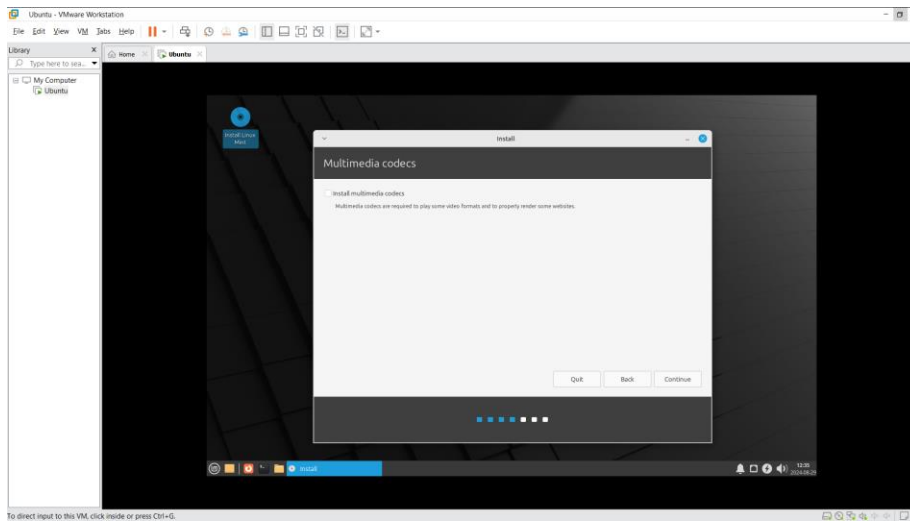 Ubuntu - VMware Workstation
File Edit View VM Tabs Help
Library
Type here to sea...
Home
Ubuntu
My Computer
Ubuntu
Install Linux
Mint
Install
Multimedia codecs
Install multimedia codecs
Multimedia codecs are required to play some video formats and to properly render some websites.
Quit Back Continue
Install
12:35
2024-08-29
To direct input to this VM, click inside or press Ctrl+G.